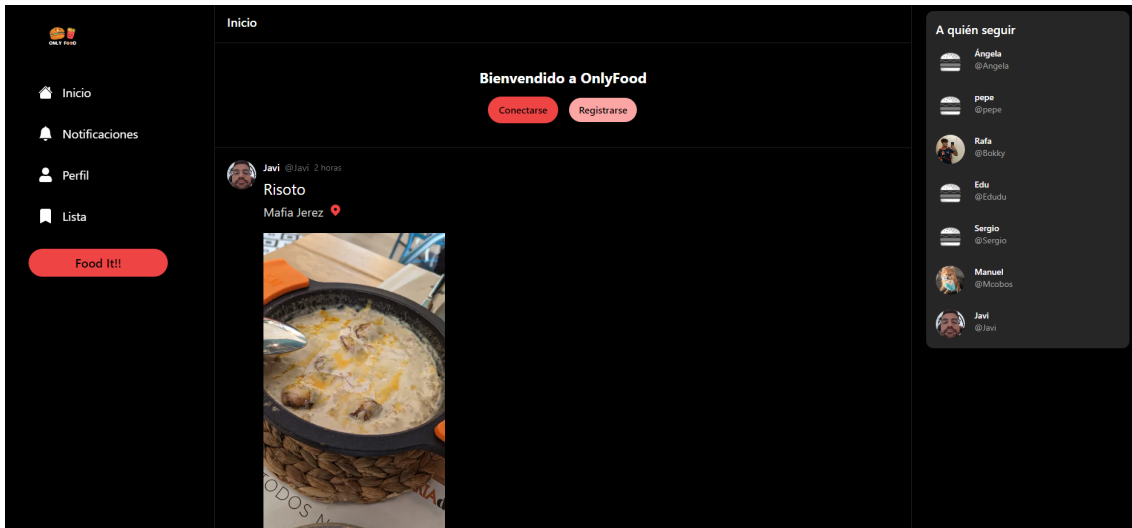 ONLY FOOD
Inicio
Notificaciones
Perfil
Lista
Food It!!
Inicio
Bienvenido a OnlyFood
Conectarse
Registrarse
Javi @Javi 2 horas
Risoto
Mafia Jerez
TODOS
A quién seguir
Ángela
@Angela
pepe
@pepe
Rafa
@Bokky
Edu
@Edudu
Sergio
@Sergio
Manuel
@Mcobos
Javi
@Javi